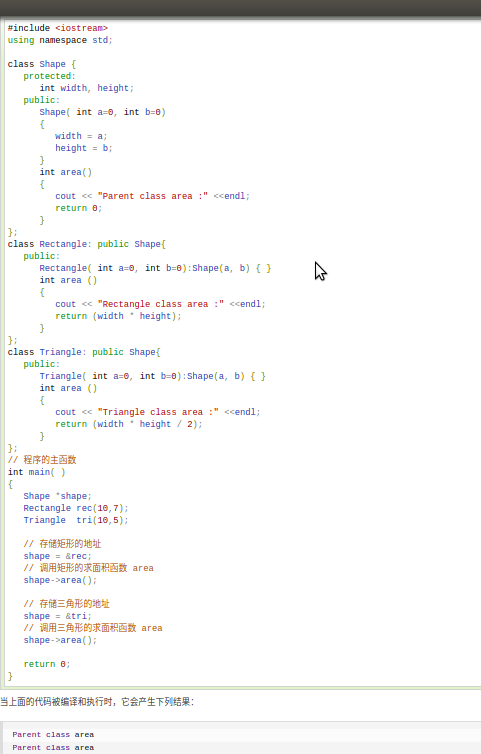 #include <iostream>
using namespace std;
class Shape {
protected:
int width, height;
public:
Shape( int a=0, int b=0)
{
width = a;
height = b;
}
int area()
{
cout << "Parent class area :" <<endl;
return 0;
}
};
class Rectangle: public Shape{
public:
Rectangle( int a=0, int b=0):Shape(a, b) { }
int area ()
{
cout << "Rectangle class area :" <<endl;
return (width * height);
}
};
class Triangle: public Shape{
public:
Triangle( int a=0, int b=0):Shape(a, b) { }
int area ()
{
cout << "Triangle class area :" <<endl;
return (width * height / 2);
}
};
// 程序的主函数
int main( )
{
Shape *shape;
Rectangle rec(10,7);
Triangle  tri(10,5);
// 存储矩形的地址
shape = &rec;
// 调用矩形的求面积函数 area
shape->area();
// 存储三角形的地址
shape = &tri;
// 调用三角形的求面积函数 area
shape->area();
return 0;
}
当上面的代码被编译和执行时，它会产生下列结果：
Parent class area
Parent class area